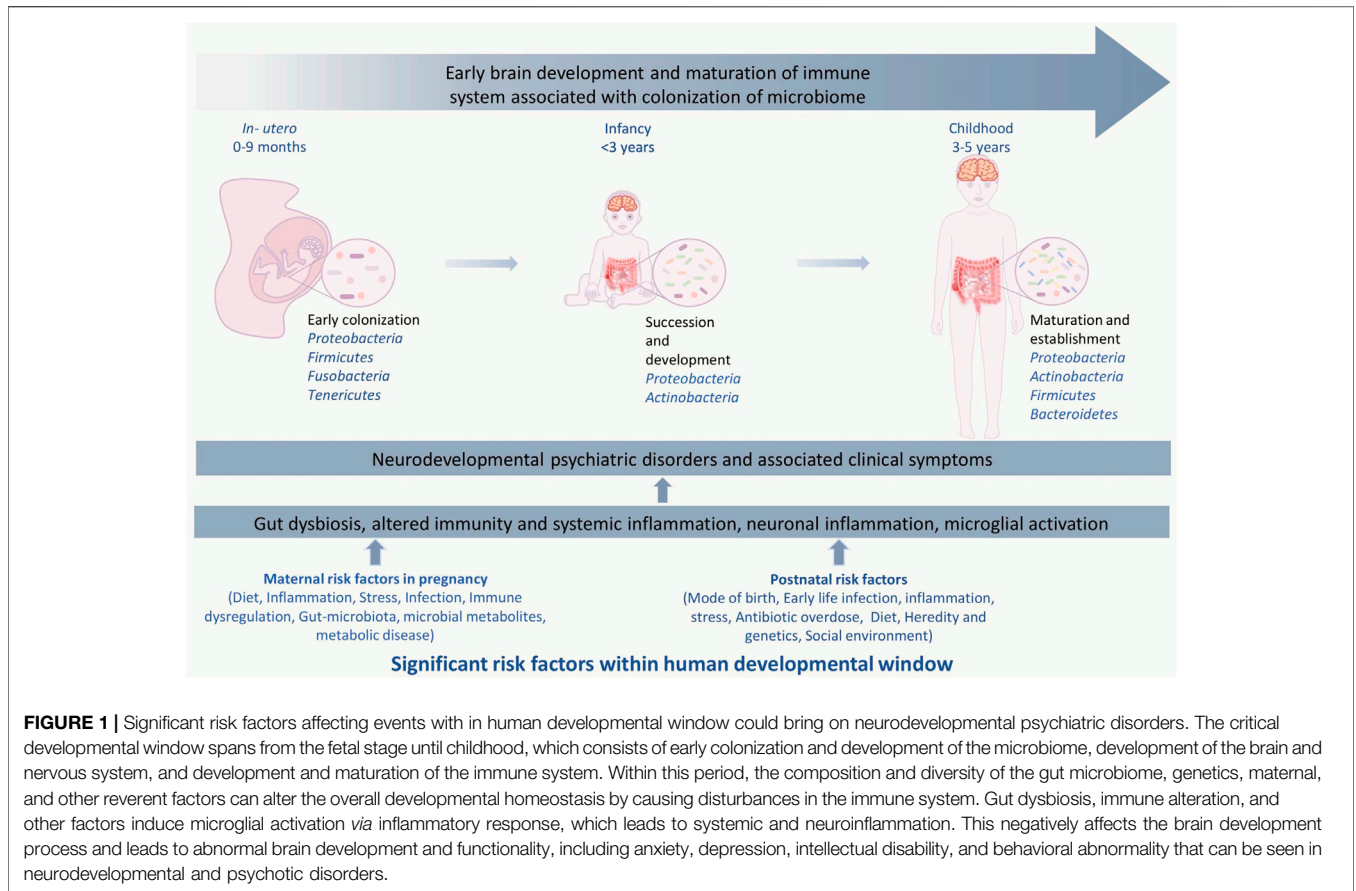 Early brain development and maturation of immune
system associated with colonization of microbiome
In- utero
0-9 months
Infancy
<3 years
Childhood
3-5 years
Early colonization
Proteobacteria
Firmicutes
Fusobacteria
Tenericutes
Succession
and
development
Proteobacteria
Actinobacteria
Maturation and
establishment
Proteobacteria
Actinobacteria
Firmicutes
Bacteroidetes
Neurodevelopmental psychiatric disorders and associated clinical symptoms
Gut dysbiosis, altered immunity and systemic inflammation, neuronal inflammation, microglial activation
Maternal risk factors in pregnancy
(Diet, Inflammation, Stress, Infection, Immune
dysregulation, Gut-microbiota, microbial metabolites,
metabolic disease)
Postnatal risk factors
(Mode of birth, Early life infection, inflammation,
stress, Antibiotic overdose, Diet, Heredity and
genetics, Social environment)
Significant risk factors within human developmental window
FIGURE 1 | Significant risk factors affecting events with in human developmental window could bring on neurodevelopmental psychiatric disorders. The critical
developmental window spans from the fetal stage until childhood, which consists of early colonization and development of the microbiome, development of the brain and
nervous system, and development and maturation of the immune system. Within this period, the composition and diversity of the gut microbiome, genetics, maternal,
and other reverent factors can alter the overall developmental homeostasis by causing disturbances in the immune system. Gut dysbiosis, immune alteration, and
other factors induce microglial activation via inflammatory response, which leads to systemic and neuroinflammation. This negatively affects the brain development
process and leads to abnormal brain development and functionality, including anxiety, depression, intellectual disability, and behavioral abnormality that can be seen in
neurodevelopmental and psychotic disorders.